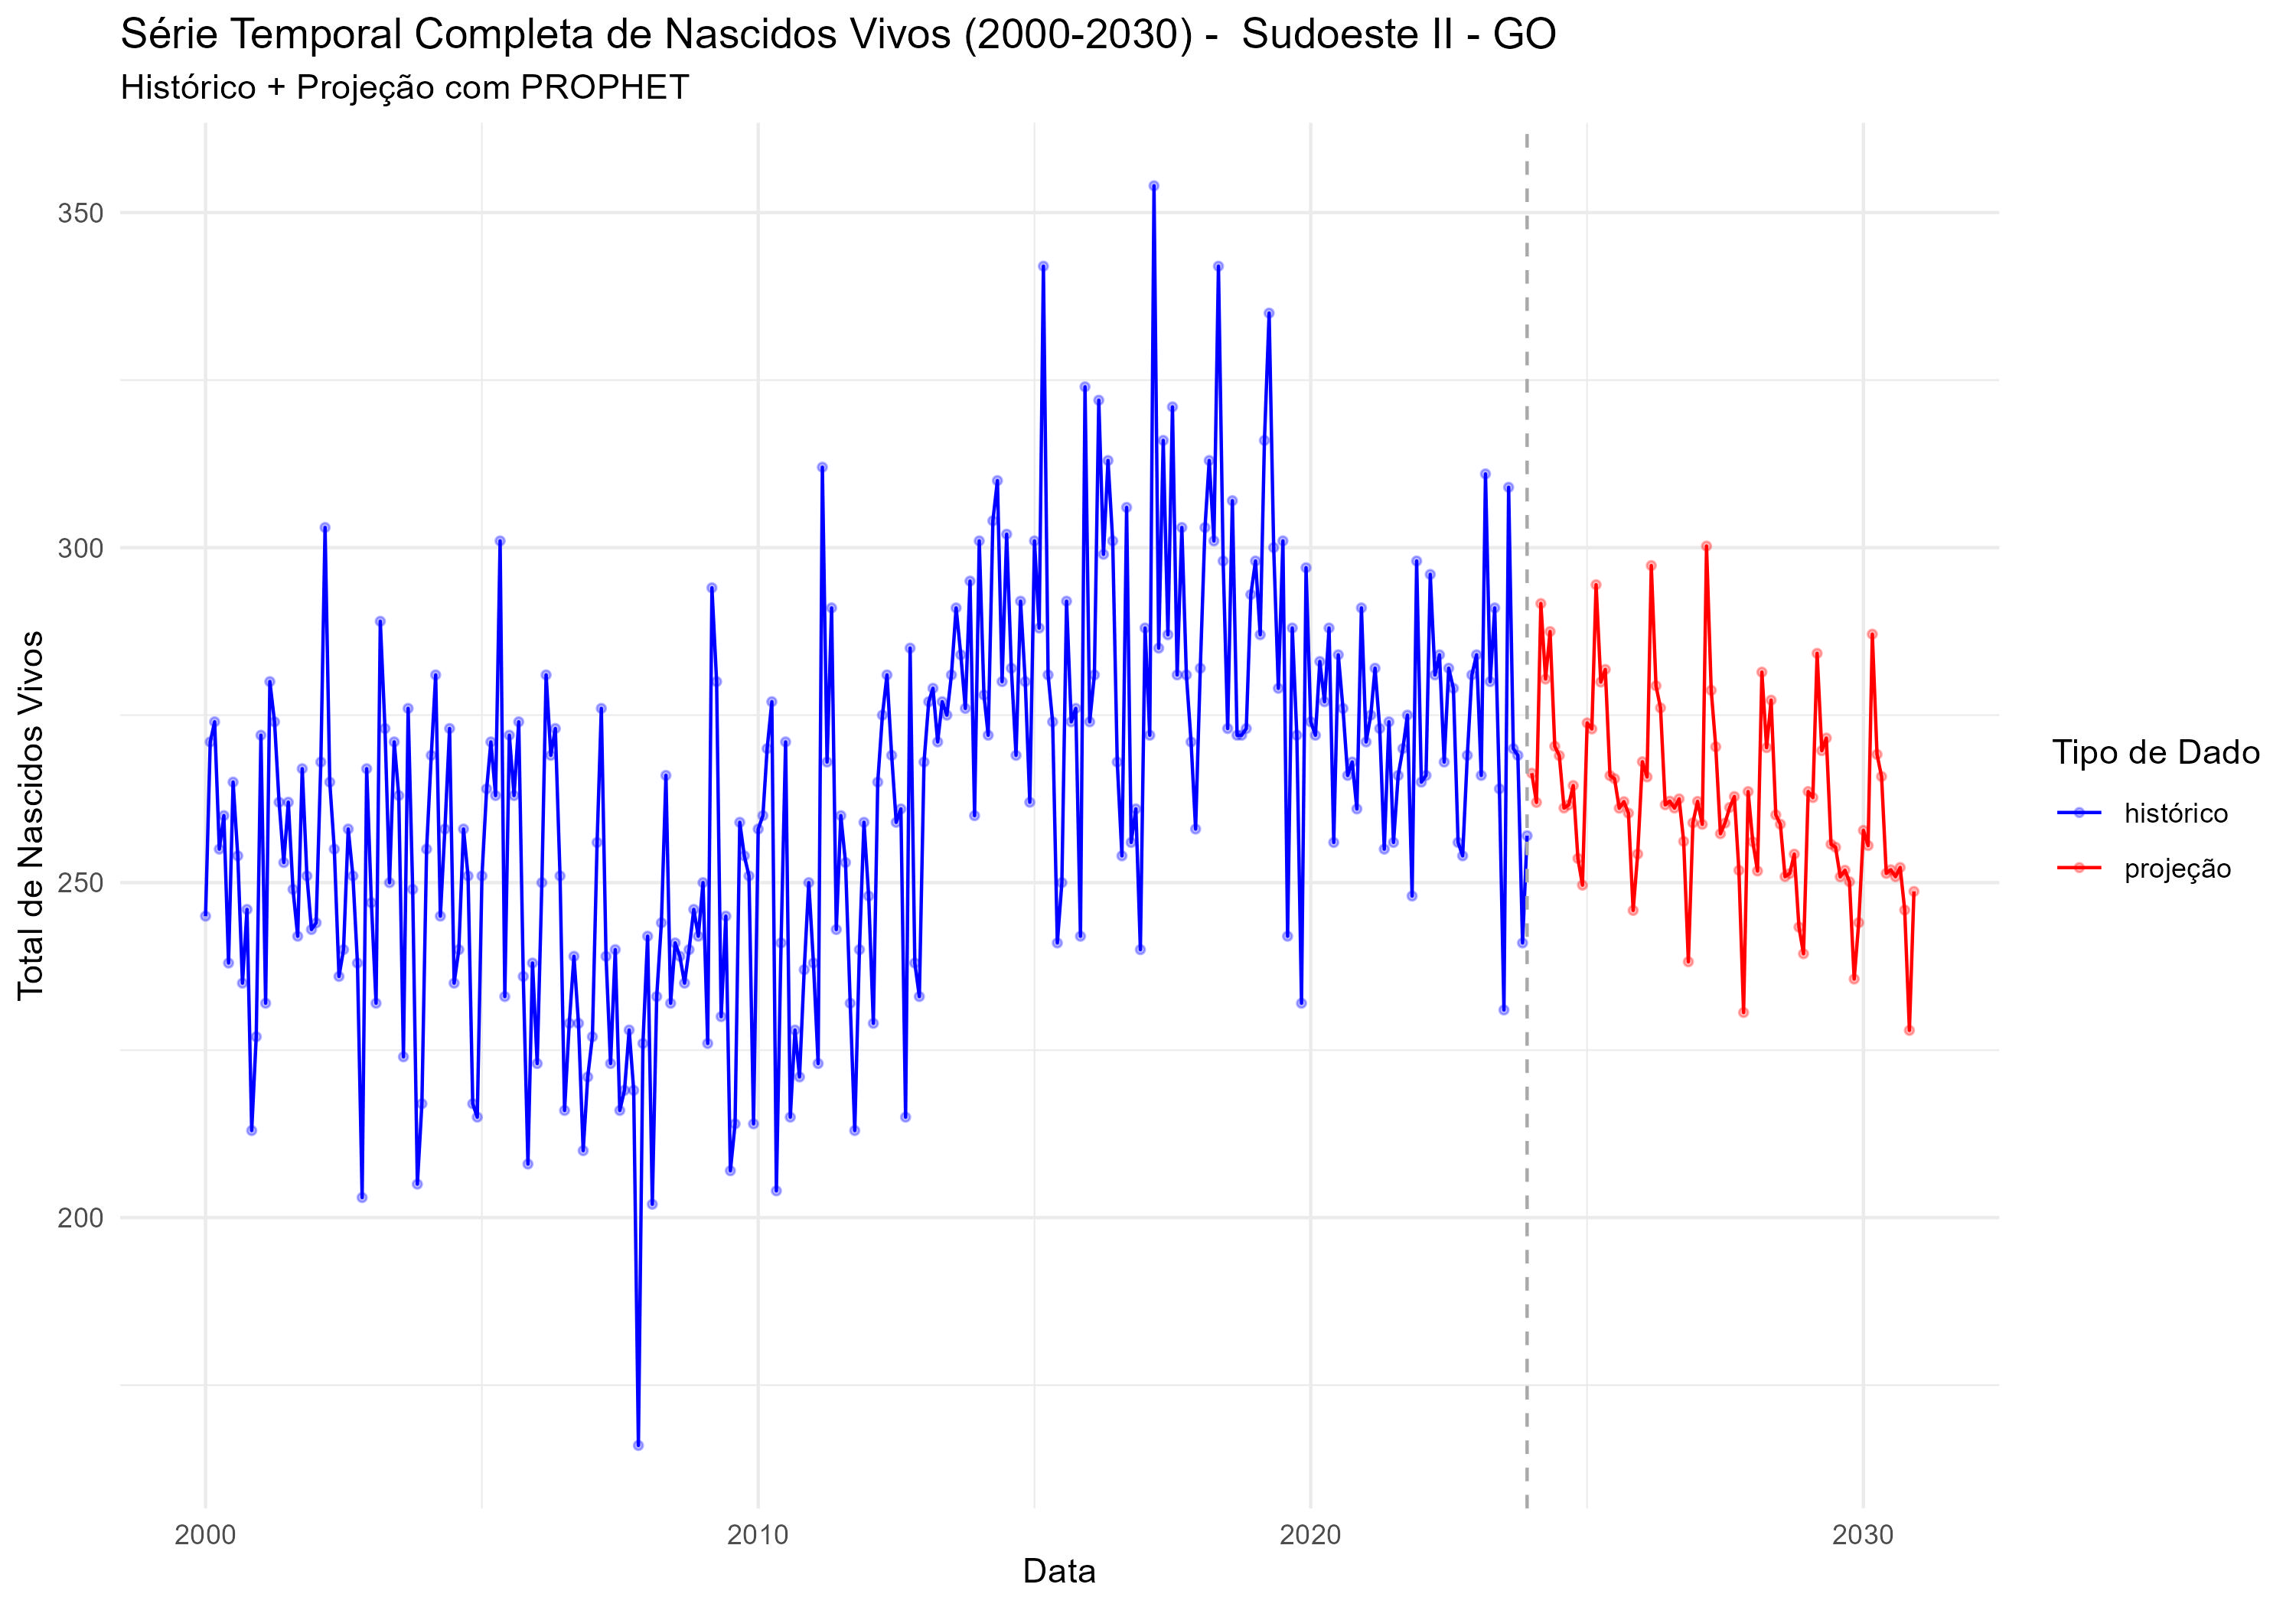 Série Temporal Completa de Nascidos Vivos (2000-2030) -  Sudoeste II - GO
Histórico + Projeção com PROPHET
Total de Nascidos Vivos
350
300
250
200
2000
2010
2020
2030
Data
Tipo de Dado
histórico
projeção